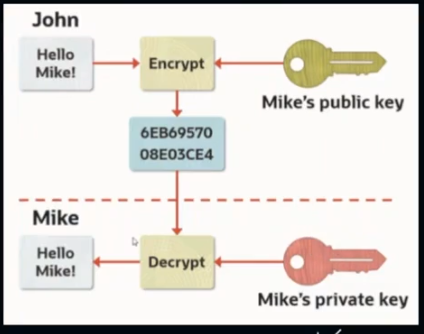 John
Hello
Mike!
Encrypt
Mike's public key
6EB69570
08E03CE4
Mike
Hello
Mike!
Decrypt
Mike's private key